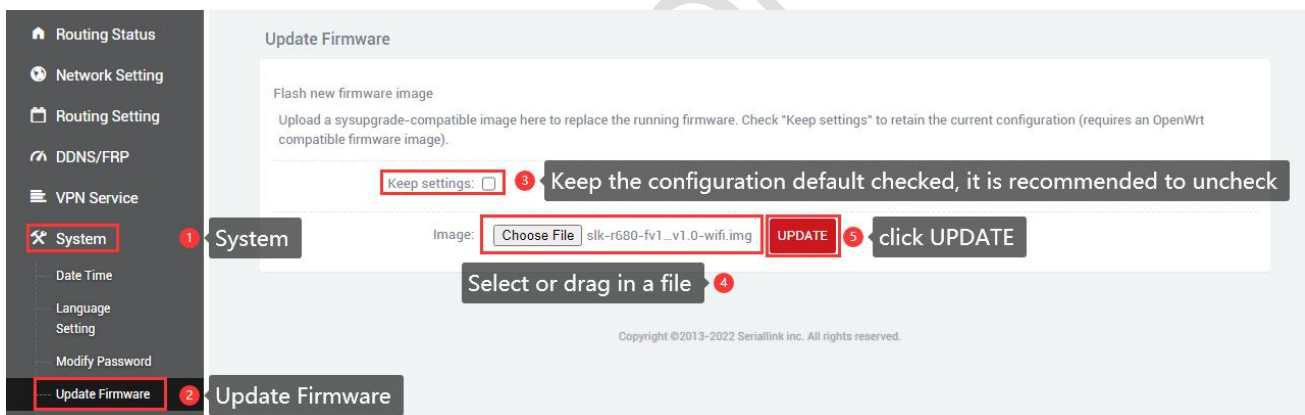 Routing Status
Network Setting
Routing Setting
DDNS/FRP
VPN Service
System
1 System
Date Time
Language
Setting
Modify Password
Update Firmware
2 Update Firmware
Update Firmware
Flash new firmware image
Upload a sysupgrade-compatible image here to replace the running firmware. Check "Keep settings" to retain the current configuration (requires an OpenWrt
compatible firmware image).
Keep settings:
3 Keep the configuration default checked, it is recommended to uncheck
Image: Choose File slk-r680-fv1...v1.0-wifi.img UPDATE 5 click UPDATE
Select or drag in a file 4
Copyright ©2013-2022 Seriallink inc. All rights reserved.